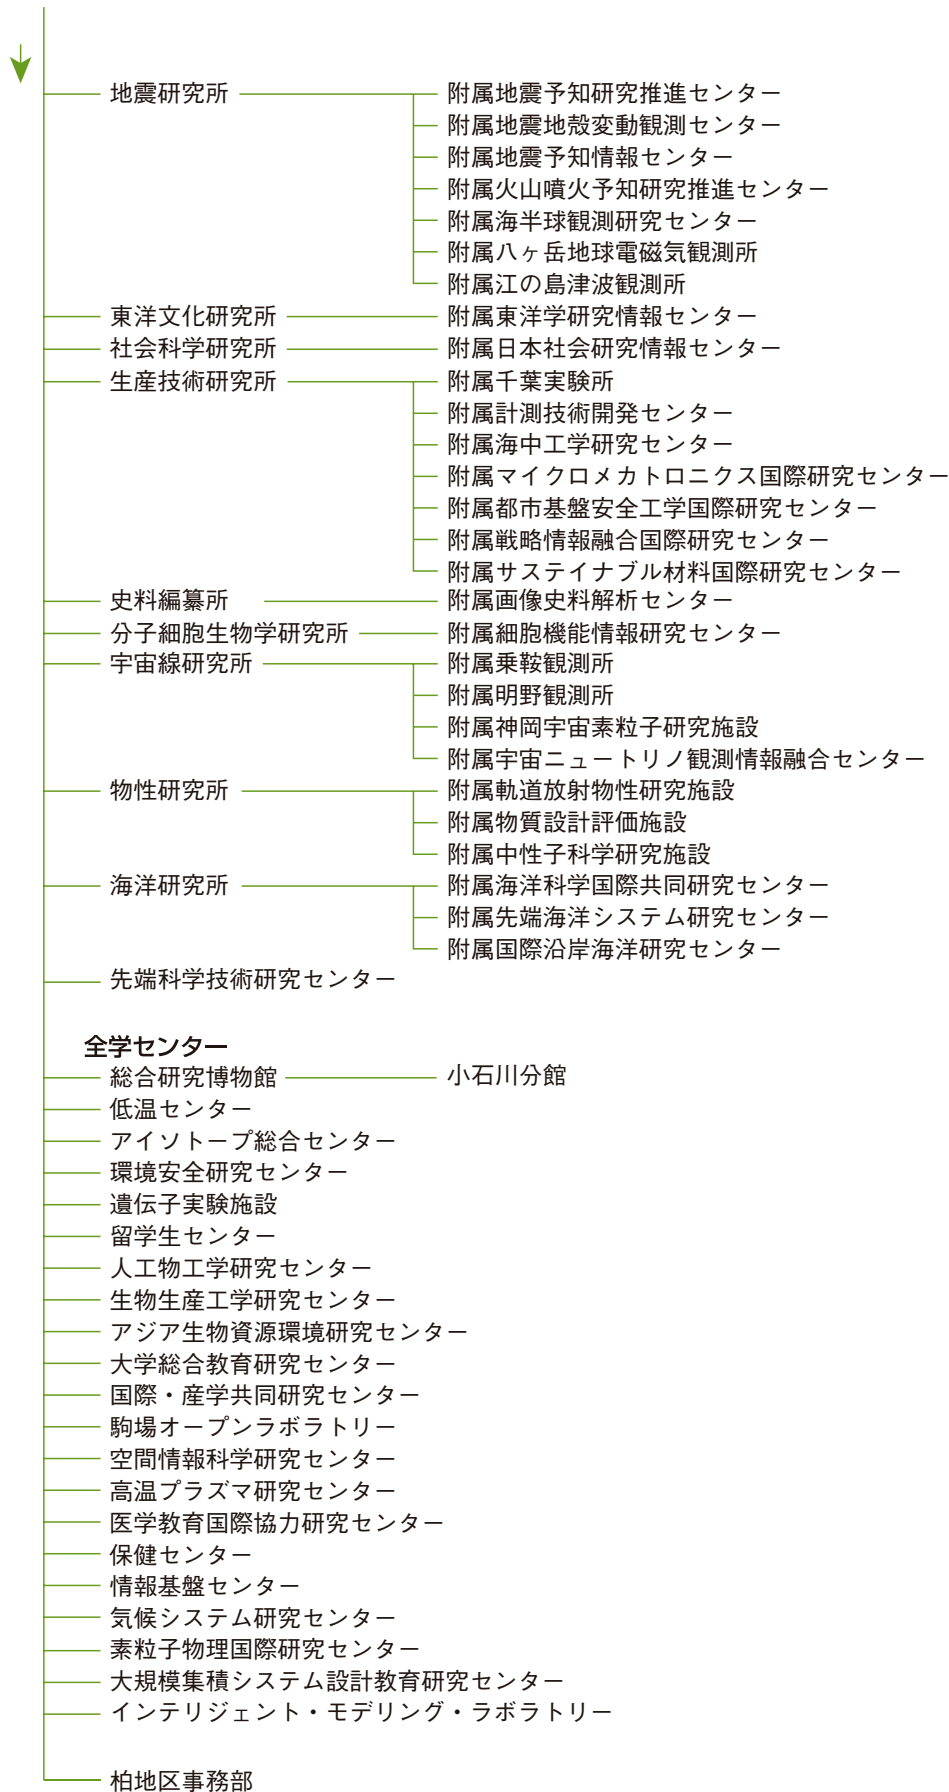 地震研究所 附属地震予知研究推進センター
附属地震地殻変動観測センター
附属地震予知情報センター
附属火山噴火予知研究推進センター
附属海半球観測研究センター
附属八ヶ岳地球電磁気観測所
附属江の島津波観測所
東洋文化研究所 附属東洋学研究情報センター
社会科学研究所 附属日本社会研究情報センター
生産技術研究所 附属千葉実験所
附属計測技術開発センター
附属海中工学研究センター
附属マイクロメカトロニクス国際研究センター
附属都市基盤安全工学国際研究センター
附属戦略情報融合国際研究センター
附属サステイナブル材料国際研究センター
史料編纂所 附属画像史料解析センター
分子細胞生物学研究所 附属細胞機能情報研究センター
宇宙線研究所 附属乗鞍観測所
附属明野観測所
附属神岡宇宙素粒子研究施設
附属宇宙ニュートリノ観測情報融合センター
物性研究所 附属軌道放射物性研究施設
附属物質設計評価施設
附属中性子科学研究施設
海洋研究所 附属海洋科学国際共同研究センター
附属先端海洋システム研究センター
附属国際沿岸海洋研究センター
先端科学技術研究センター
全学センター
総合研究博物館 小石川分館
低温センター
アイソトープ総合センター
環境安全研究センター
遺伝子実験施設
留学生センター
人工物工学研究センター
生物生産工学研究センター
アジア生物資源環境研究センター
大学総合教育研究センター
国際・産学共同研究センター
駒場オープンラボラトリー
空間情報科学研究センター
高温プラズマ研究センター
医学教育国際協力研究センター
保健センター
情報基盤センター
気候システム研究センター
素粒子物理国際研究センター
大規模集積システム設計教育研究センター
インテリジェント・モデリング・ラボラトリー
柏地区事務部